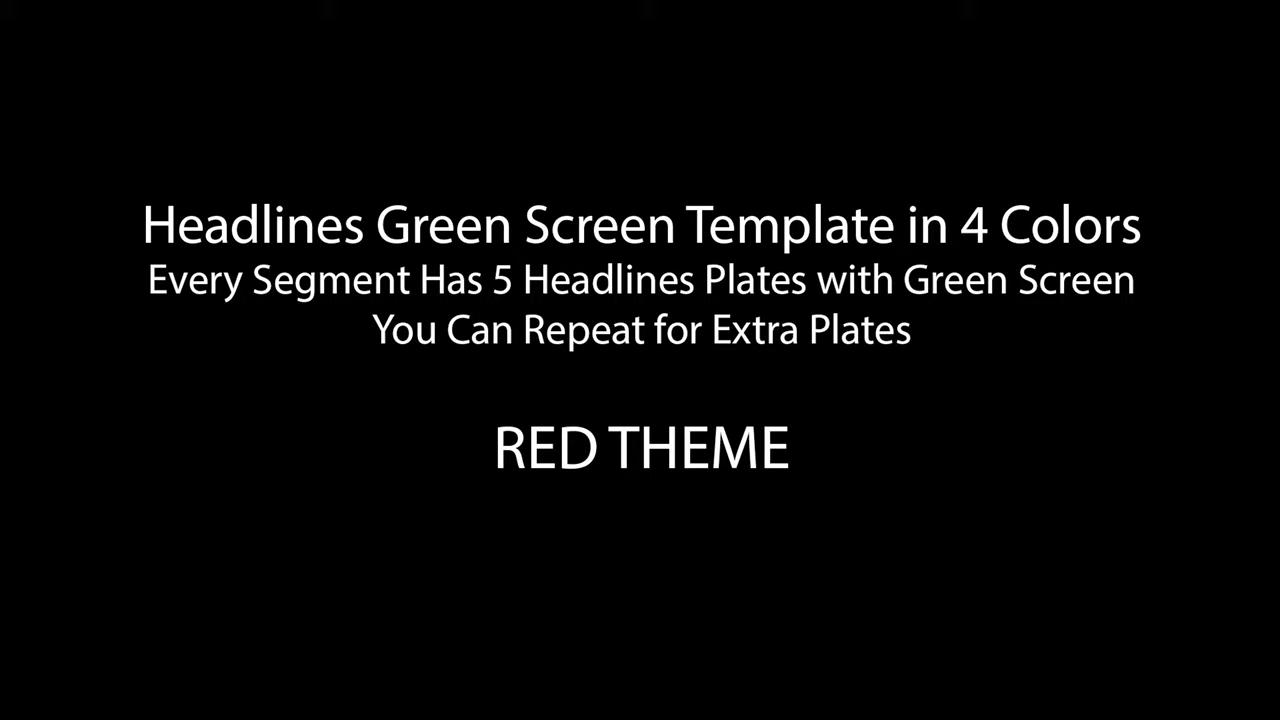 Headlines Green Screen Template in 4 Colors
Every Segment Has 5 Headlines Plates with Green Screen
You Can Repeat for Extra Plates
RED THEME